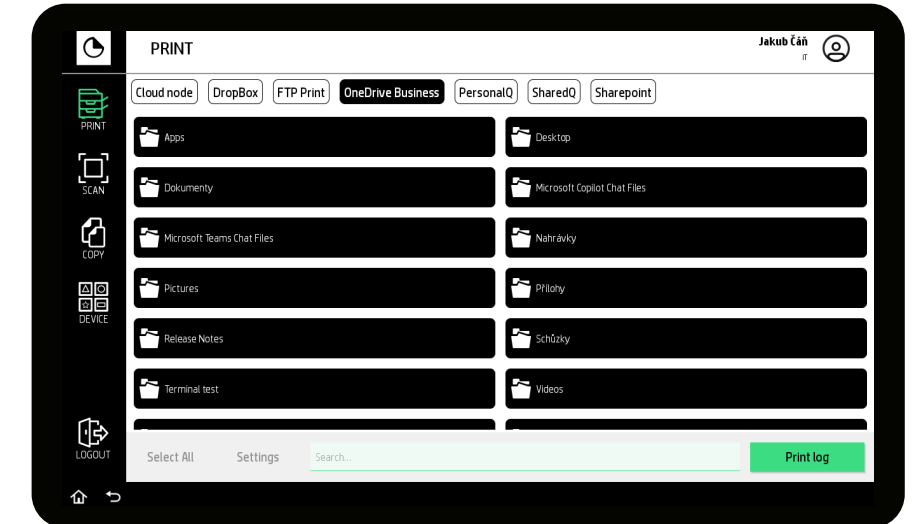 PRINT
Jakub Čáň
IT
Cloud node DropBox FTP Print OneDrive Business PersonalQ SharedQ Sharepoint
PRINT
SCAN
COPY
DEVICE
LOGOUT
Apps
Desktop
Dokumenty
Microsoft Copilot Chat Files
Microsoft Teams Chat Files
Nahrávky
Pictures
Přílohy
Release Notes
Schůzky
Terminal test
Videos
Select All Settings Search... Print log